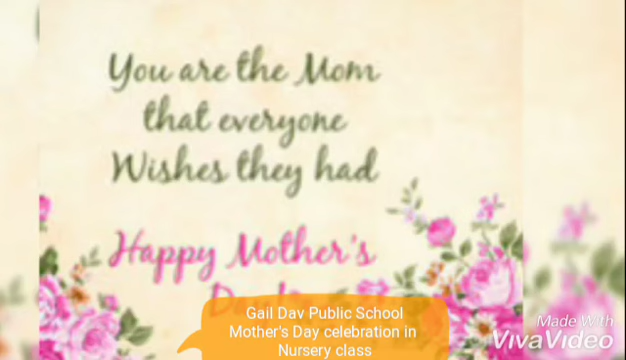 You are the Mom
that everyone
Wishes they had
Happy Mother's
Gail Dav Public School
Mother's Day celebration in
Nursery class
Made With
VivaVideo